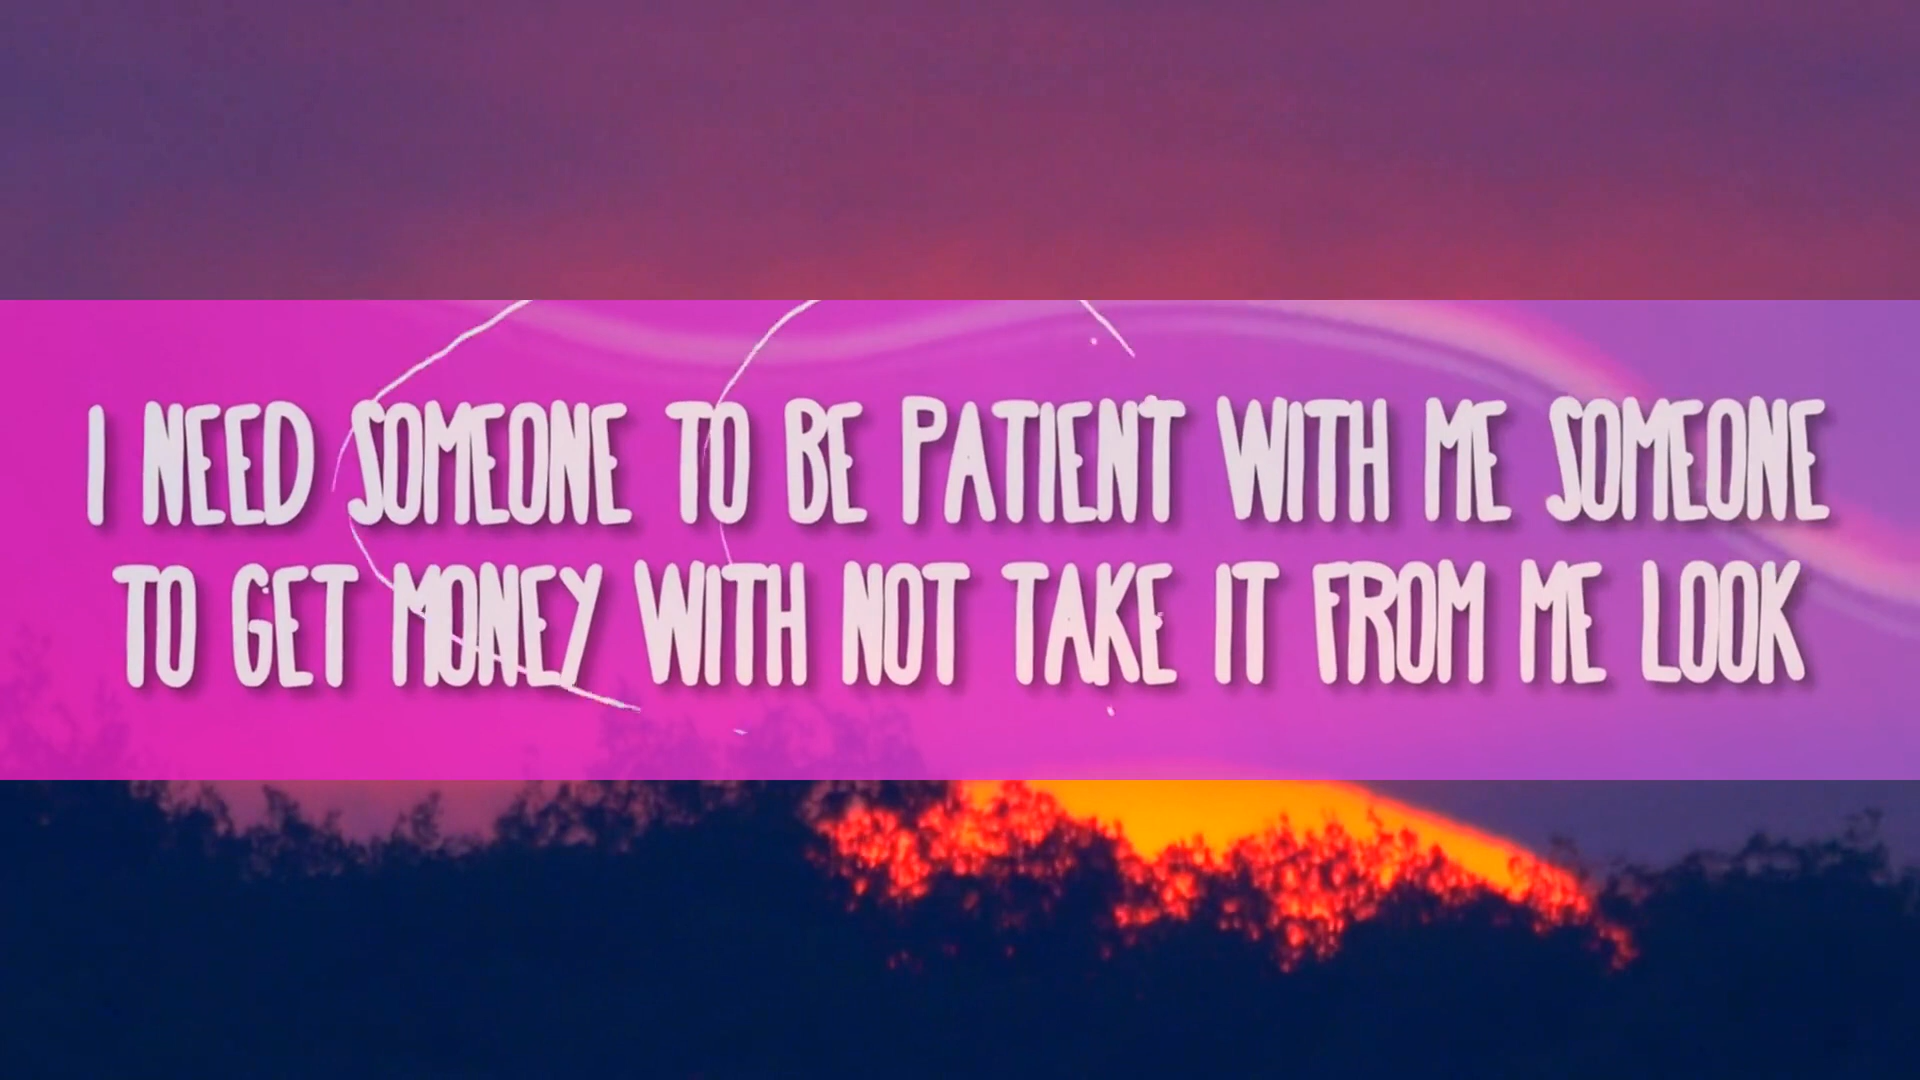 I NEED SOMEONE TO BE PATIENT WITH ME SOMEONE
TO GET MONEY WITH NOT TAKE IT FROM ME LOOK